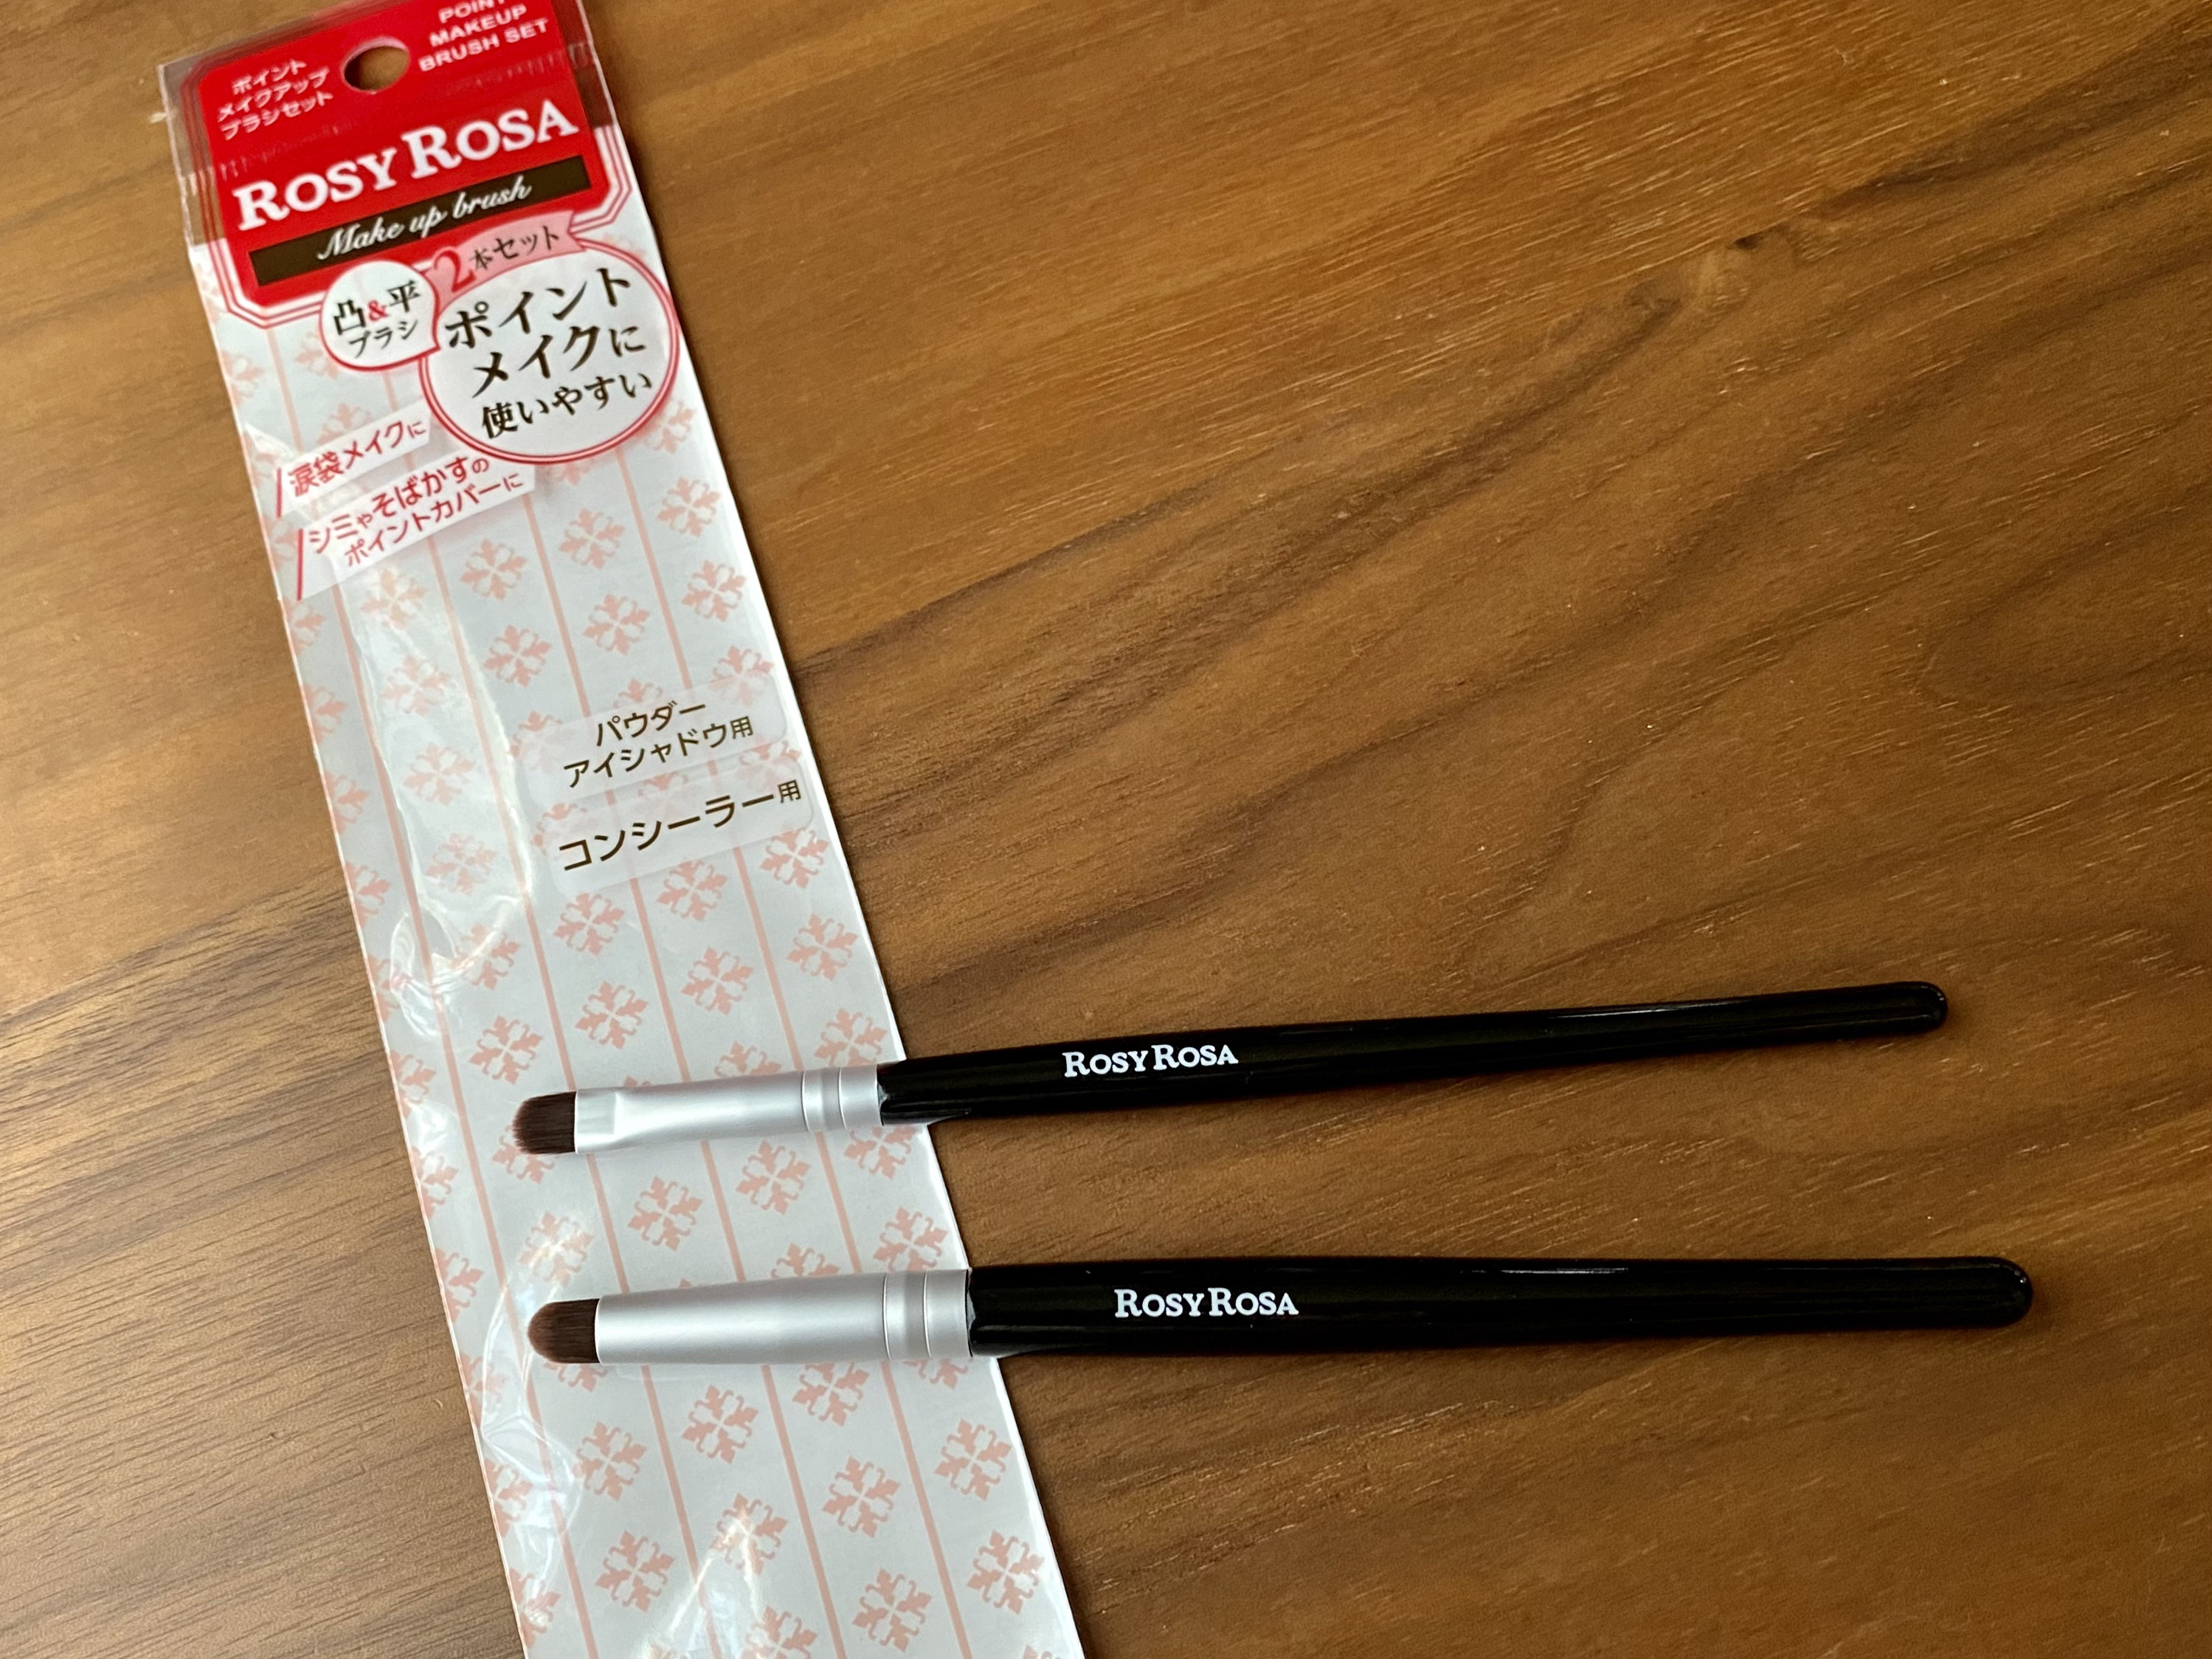 ポイント
メイクアップ
ブラシセット
POINT
MAKEUP
BRUSH SET
ROSY ROSA
Make up brush
凸&平
ブラシ
2本セット
ポイント
メイクに
使いやすい
涙袋メイクに
シミやそばかすの
ポイントカバーに
パウダー
アイシャドウ用
コンシーラー用
ROSY ROSA
ROSY ROSA